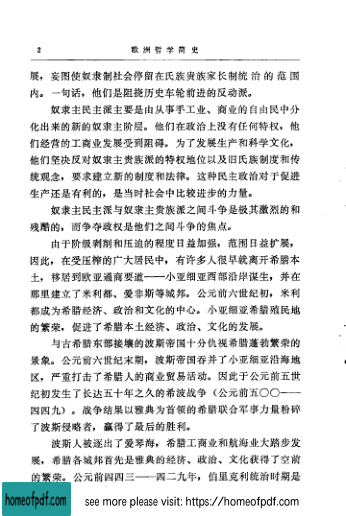 2 欧洲哲学简史
展，妄图使奴隶制社会停留在氏族贵族家长制统治的范围
内。一句话，他们是阻挠历史车轮前进的反动派。
奴隶主民主派主要是由从事手工业、商业的自由民中分
化出来的新的奴隶主阶层。他们在政治上没有任何特权，他
们经营的工商业发展受到阻碍。为了发展生产和科学文化，
他们坚决反对奴隶主贵族派的特权地位以及旧氏族制度和传
统观念，要求建立新的制度和法律。这种民主政治对于促进
生产还是有利的，是当时社会中比较进步的力量。
奴隶主民主派与奴隶主贵族派之间斗争是极其激烈的和
残酷的，而争夺政权是他们之间斗争的焦点。
由于阶级剥削和压迫的程度日益加强，范围日益扩展，
因此，在受压榨的广大居民中，有许多人很早就离开希腊本
土，移居到欧亚通商要道——小亚细亚西部沿岸谋生，并在
那里建立了米利都、爱非斯等城邦。公元前六世纪初，米利
都成为希腊经济、政治和文化的中心。小亚细亚希腊殖民地
的繁荣，促进了希腊本土经济、政治、文化的发展。
与古希腊东部接壤的波斯帝国十分仇视希腊蓬勃繁荣的
景象。公元前六世纪末期，波斯帝国吞并了小亚细亚沿海地
区，严重打击了希腊人的商业贸易活动。因此于公元前五世
纪初发生了长达五十年之久的希波战争（公元前五〇〇——
四四九）。战争结果以雅典为首领的希腊联合军事力量粉碎
了波斯侵略者，赢得了最后的胜利。
波斯人被逐出了爱琴海，希腊工商业和航海业大踏步发
展，希腊各城邦首先是雅典的经济、政治、文化获得了空前
的繁荣。公元前四四三——四二九年，伯里克利统治时期是
homeofpdf.com see more please visit: https://homeofpdf.com